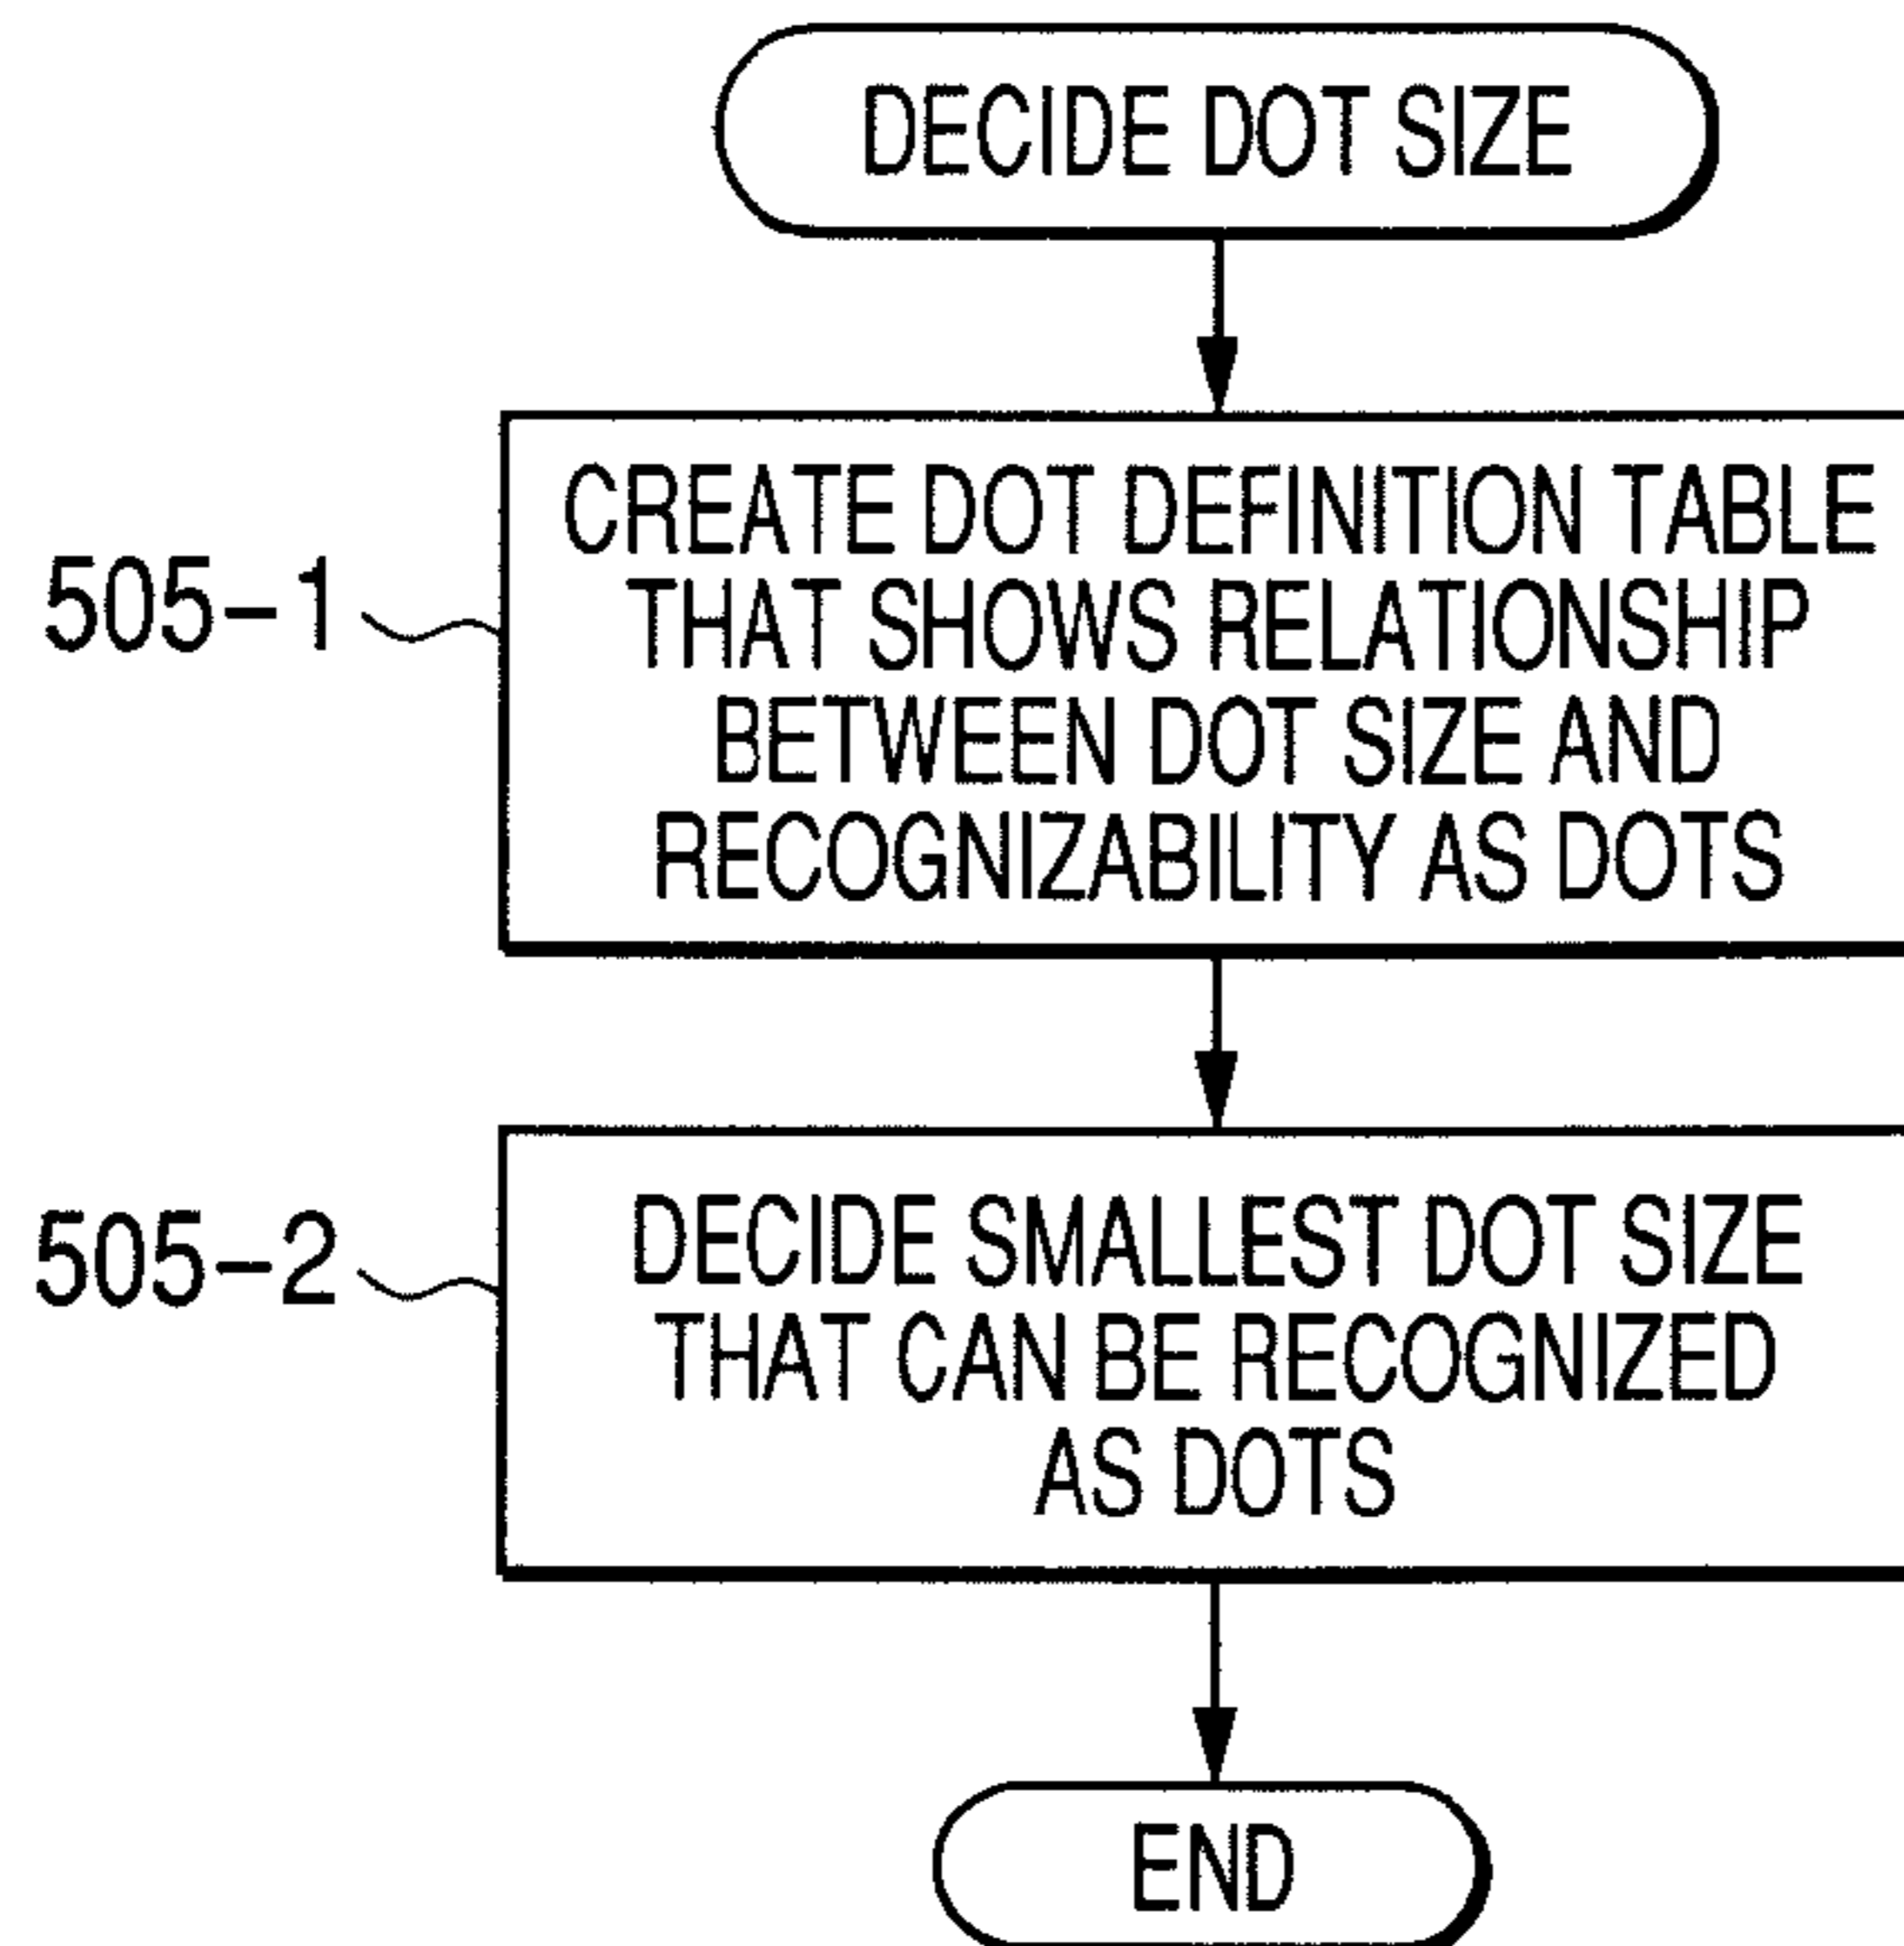 DECIDE DOT SIZE
CREATE DOT DEFINITION TABLE
THAT SHOWS RELATIONSHIP
BETWEEN DOT SIZE AND
RECOGNIZABILITY AS DOTS
505-1
DECIDE SMALLEST DOT SIZE
THAT CAN BE RECOGNIZED
AS DOTS
505-2
END